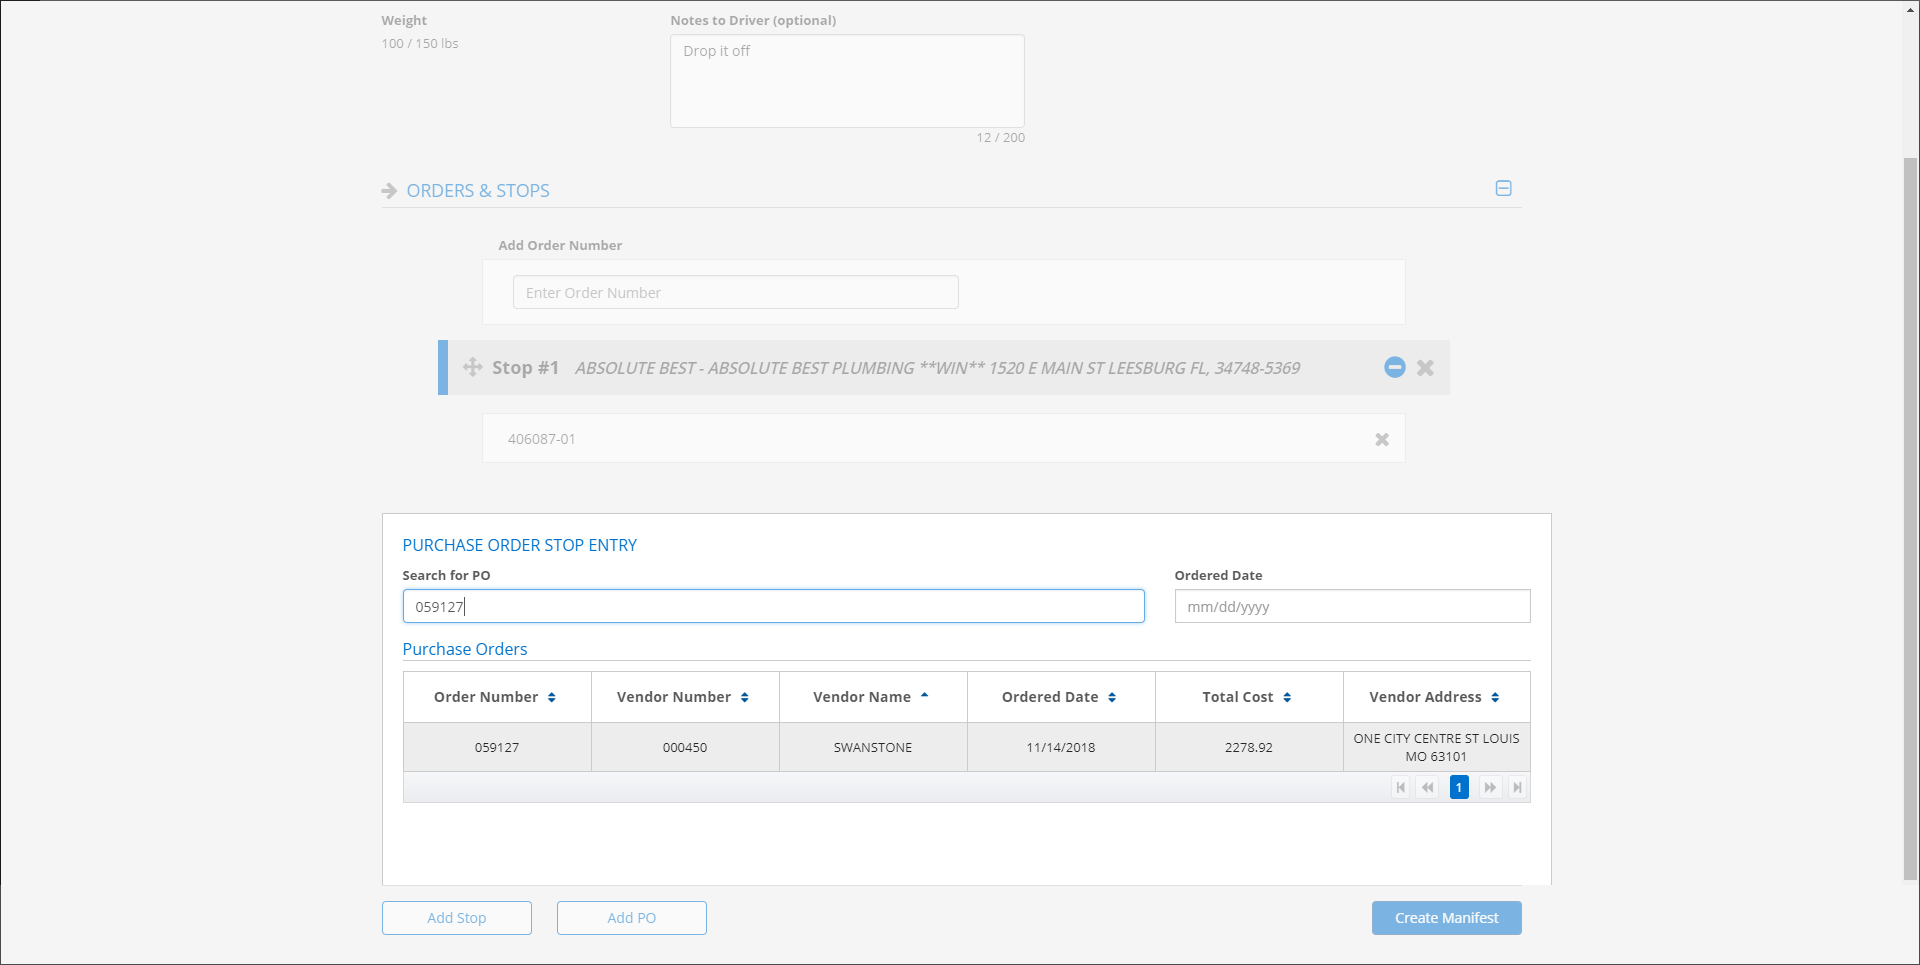 Weight
100 / 150 lbs
Notes to Driver (optional)
Drop it off
12 / 200
ORDERS & STOPS
Add Order Number
Enter Order Number
Stop #1 ABSOLUTE BEST - ABSOLUTE BEST PLUMBING **WIN** 1520 E MAIN ST LEESBURG FL, 34748-5369
406087-01
PURCHASE ORDER STOP ENTRY
Search for PO
059127
Ordered Date
mm/dd/yyyy
Purchase Orders
Order Number Vendor Number Vendor Name Ordered Date Total Cost Vendor Address
059127 000450 SWANSTONE 11/14/2018 2278.92 ONE CITY CENTRE ST LOUIS
MO 63101
1
Add Stop Add PO Create Manifest